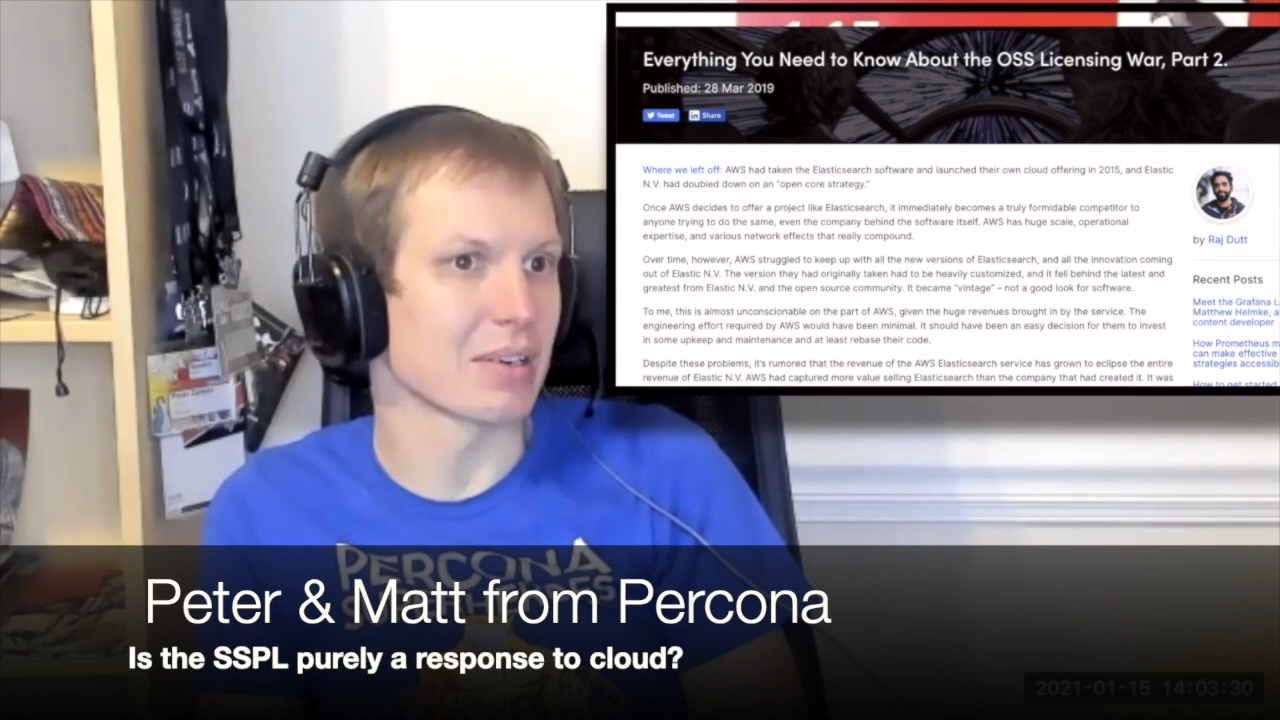 Everything You Need to Know About the OSS Licensing War, Part 2.
Published: 28 Mar 2019
Tweet
in Share
Where we left off: AWS had taken the Elasticsearch software and launched their own cloud offering in 2015, and Elastic
N.V. had doubled down on an "open core strategy."
Once AWS decides to offer a project like Elasticsearch, it immediately becomes a truly formidable competitor to
anyone trying to do the same, even the company behind the software itself. AWS has huge scale, operational
expertise, and various network effects that really compound.
Over time, however, AWS struggled to keep up with all the new versions of Elasticsearch, and all the innovation coming
out of Elastic N.V. The version they had originally taken had to be heavily customized, and it fell behind the latest and
greatest from Elastic N.V. and the open source community. It became "vintage" – not a good look for software.
To me, this is almost unconscionable on the part of AWS, given the huge revenues brought in by the service. The
engineering effort required by AWS would have been minimal. It should have been an easy decision for them to invest
in some upkeep and maintenance and at least rebase their code.
Despite these problems, it's rumored that the revenue of the AWS Elasticsearch service has grown to eclipse the entire
revenue of Elastic N.V. AWS had captured more value selling Elasticsearch than the company that had created it. It was
by Raj Dutt
Recent Posts
Meet the Grafana L
Matthew Helmke, a
content developer
How Prometheus m
can make effective
strategies accessib
How to get started
PERCONA
Peter & Matt from Percona
Is the SSPL purely a response to cloud?
2021-01-15 14:03:30